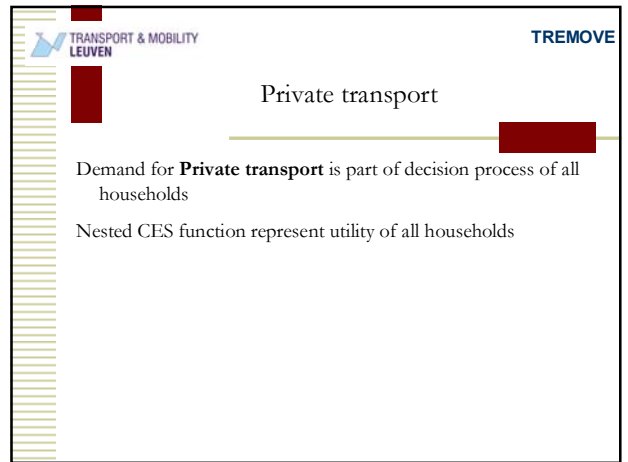 TRANSPORT & MOBILITY
LEUVEN
TREMOVE
Private transport
Demand for Private transport is part of decision process of all
households
Nested CES function represent utility of all households